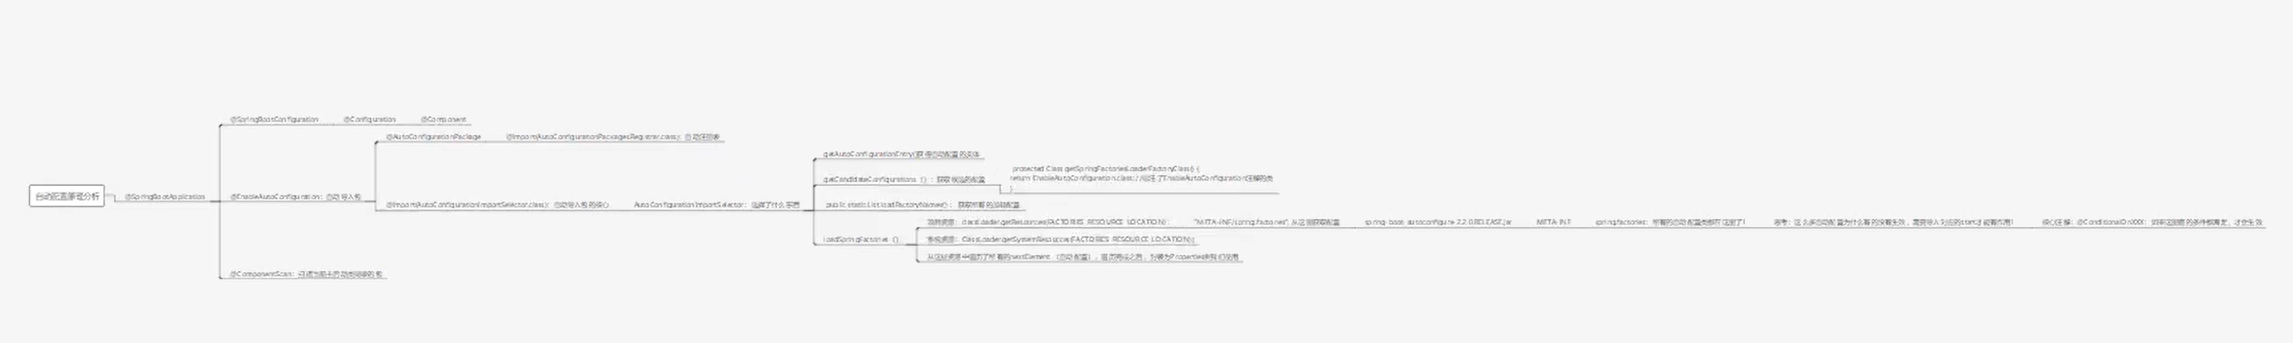 自动配置原理分析
@SpringBootApplication
@SpringBootConfiguration @Configuration @Component
@EnableAutoConfiguration：自动导入包
@AutoConfigurationPackage @Import(AutoConfigurationPackagesRegistrar.class)：自动注册表
@Import(AutoConfigurationImportSelector.class)：自动导入包的核心 AutoConfigurationImportSelector：选择了什么东西
getAutoConfigurationEntry()获得自动配置的实体
getCandidateConfigurations（）：获取候选的配置
protected Class getSpringFactoriesLoaderFactoryClass() {
return EnableAutoConfiguration.class; //标注了EnableAutoConfiguration注解的类
}
public static List loadFactoryNames()：获取所有的加载配置
loadSpringFactories（）
项目资源：classLoader.getResources(FACTORIES_RESOURCE_LOCATION)； "META-INF/spring.factories" 从这里获取配置 spring-boot-autoconfigure-2.2.0.RELEASE.jar META-INF spring.factories：所有的自动配置类都在这里了！ 思考：这么多自动配置为什么有的没有生效，需要导入对应的start才能有作用！ 核心注解：@ConditionalOnXXX：如果这里面的条件都满足，才会生效
系统资源：ClassLoader.getSystemResources(FACTORIES_RESOURCE_LOCATION);
从这些资源中遍历了所有的nextElement（自动配置），遍历完成之后，封装为Properties供我们使用
@ComponentScan：扫描当前主启动类同级的包